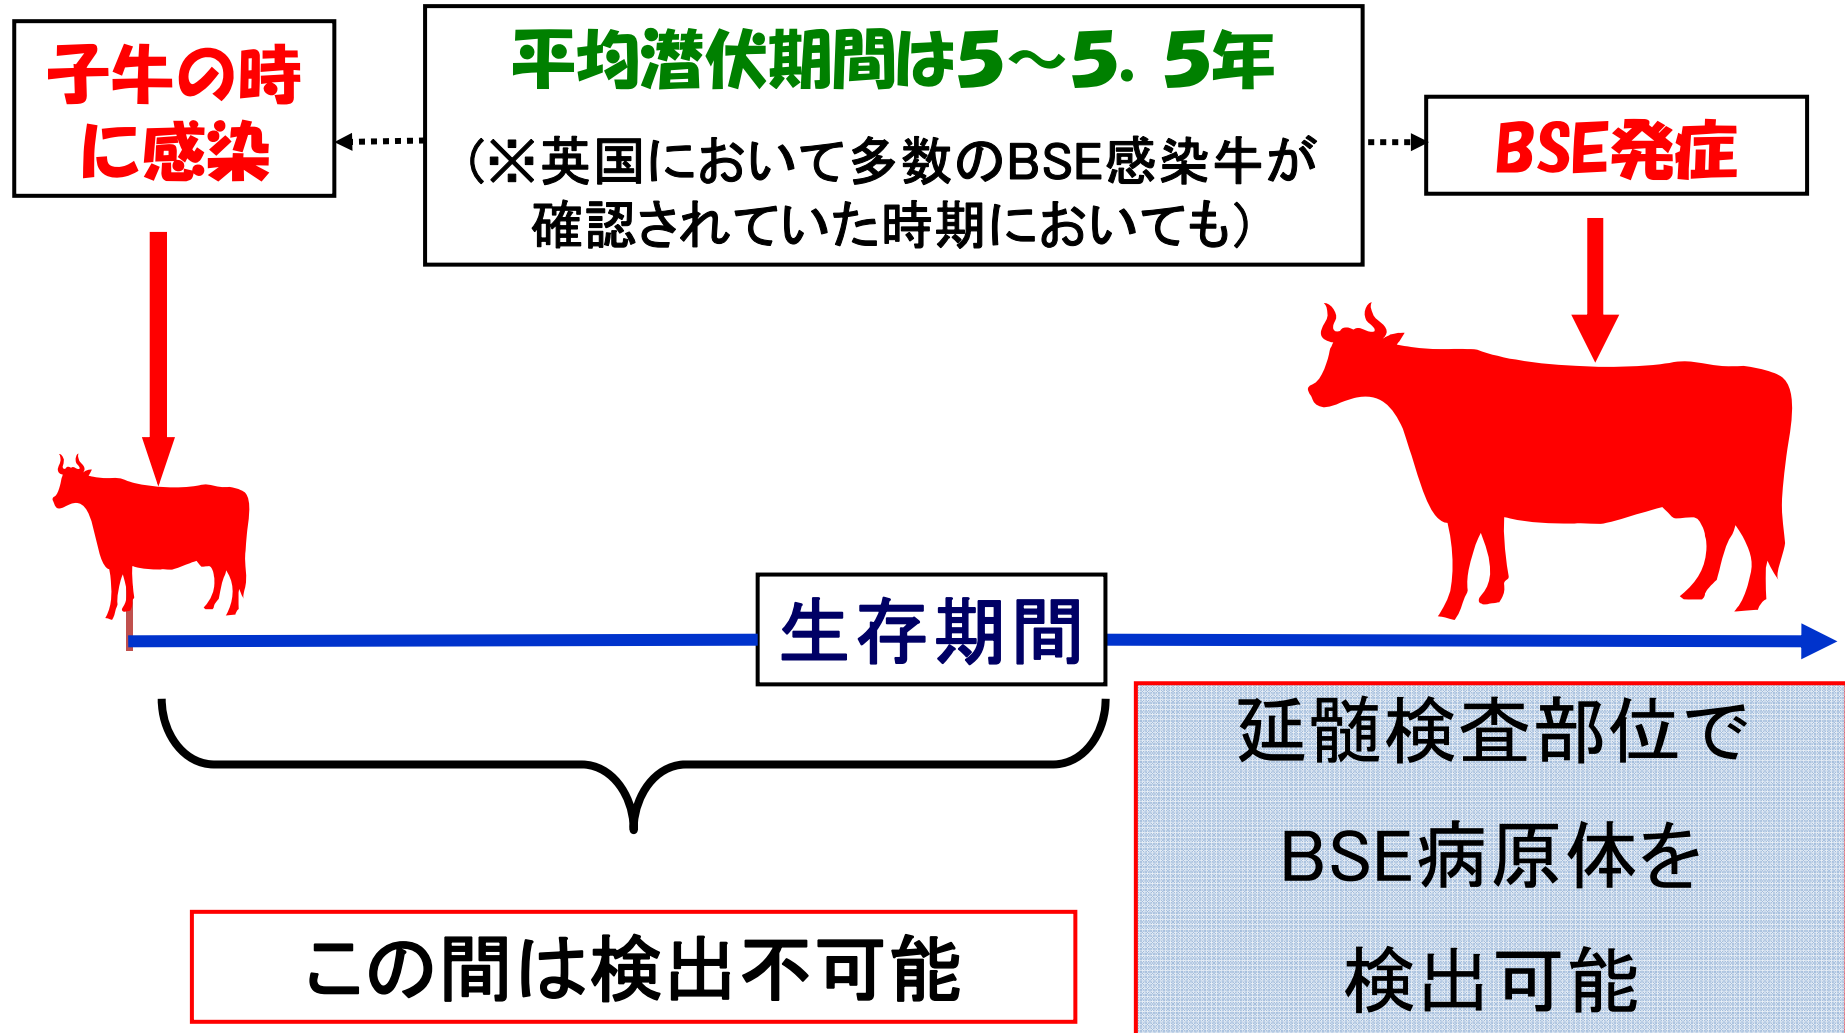 子牛の時
に感染
平均潜伏期間は５～５．５年
（※英国において多数のBSE感染牛が
確認されていた時期においても）
BSE発症
生存期間
この間は検出不可能
延髄検査部位で
BSE病原体を
検出可能